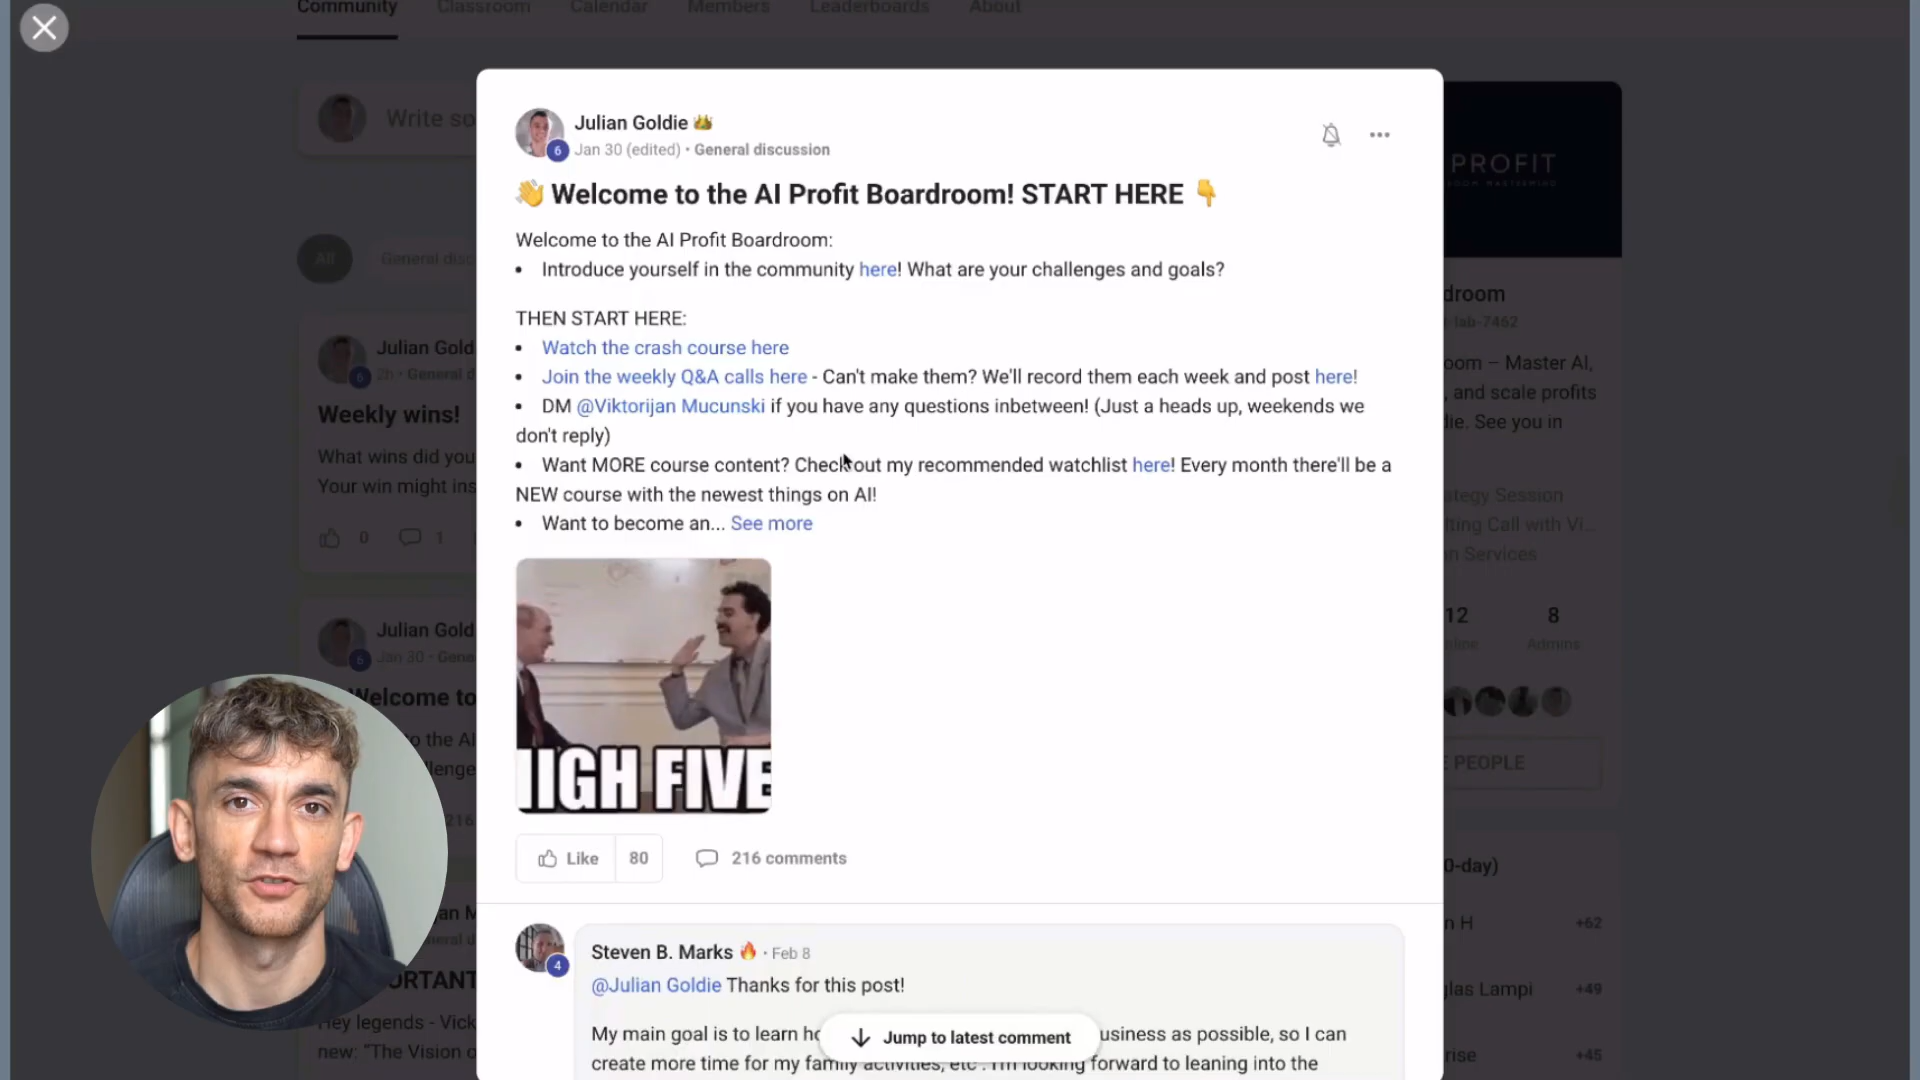 Community Classroom Calendar Members Leaderboards About
Write so
All General disc
Julian Gold
2h · General d
Weekly wins!
What wins did you
Your win might ins
0 1
Julian Gold
Jan 30 · Gene
Welcome to
to the AI
lenge
216
an M
neral d
ORTANT
Hey legends - Vick
new: "The Vision o
Julian Goldie
6 Jan 30 (edited) • General discussion
👋 Welcome to the AI Profit Boardroom! START HERE 👇
Welcome to the AI Profit Boardroom:
• Introduce yourself in the community here! What are your challenges and goals?
THEN START HERE:
• Watch the crash course here
• Join the weekly Q&A calls here - Can't make them? We'll record them each week and post here!
• DM @Viktorijan Mucunski if you have any questions inbetween! (Just a heads up, weekends we
don't reply)
• Want MORE course content? Check out my recommended watchlist here! Every month there'll be a
NEW course with the newest things on AI!
• Want to become an... See more
HIGH FIVE
Like 80 216 comments
Steven B. Marks 🔥 · Feb 8
4
@Julian Goldie Thanks for this post!
My main goal is to learn ho usiness as possible, so I can
Jump to latest comment
create more time for my family activities, etc . I'm looking forward to leaning into the
PROFIT
droom
-lab-7462
oom – Master AI,
, and scale profits
die. See you in
ategy Session
lting Call with Vi...
n Services
12 8
nline Admins
E PEOPLE
0-day)
n H +62
glas Lampi +49
rise +45